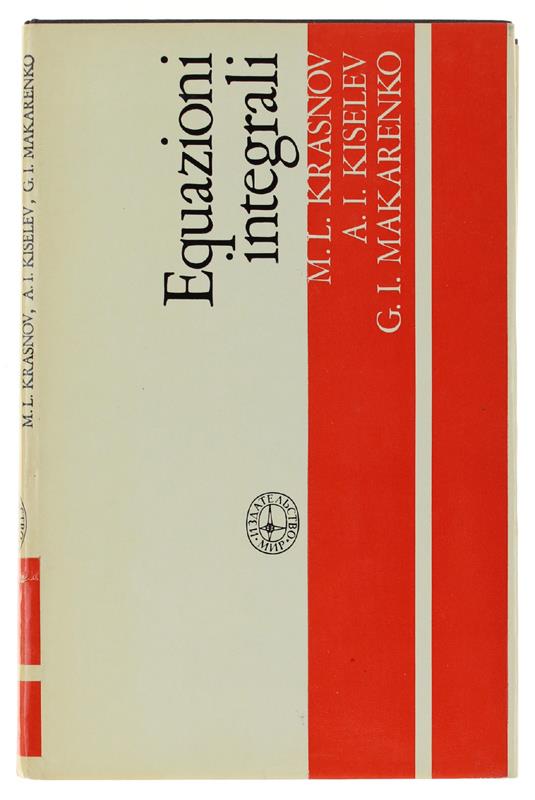 Equazioni
integrali
M. L. KRASNOV
A. I. KISELEV
G. I. MAKARENKO
ИЗДАТЕЛЬСТВО · МИР ·
M. L. KRASNOV, A. I. KISELEV, G. I. MAKARENKO